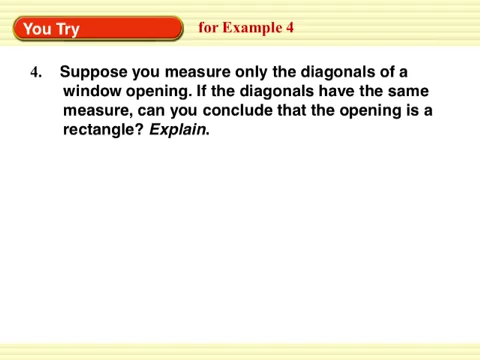 You Try
for Example 4
4. Suppose you measure only the diagonals of a
window opening. If the diagonals have the same
measure, can you conclude that the opening is a
rectangle? Explain.